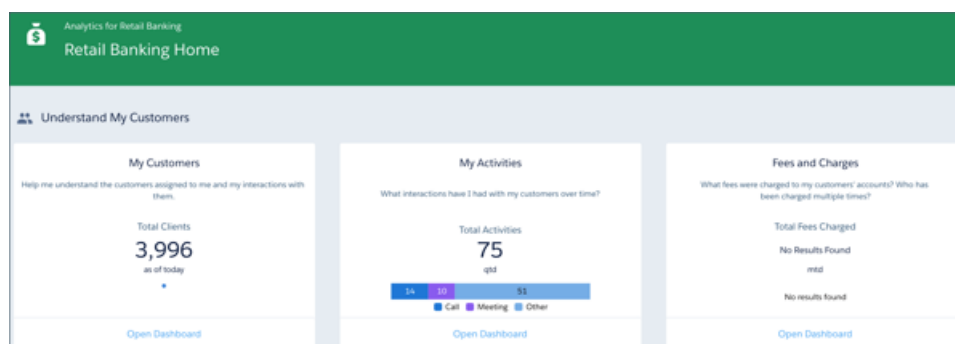 Analytics for Retail Banking
Retail Banking Home
Understand My Customers
My Customers
Help me understand the customers assigned to me and my interactions with
them.
Total Clients
3,996
as of today
Open Dashboard
My Activities
What interactions have I had with my customers over time?
Total Activities
75
qtd
14 10 51
Call Meeting Other
Open Dashboard
Fees and Charges
What fees were charged to my customers' accounts? Who has
been charged multiple times?
Total Fees Charged
No Results Found
mtd
No results found
Open Dashboard